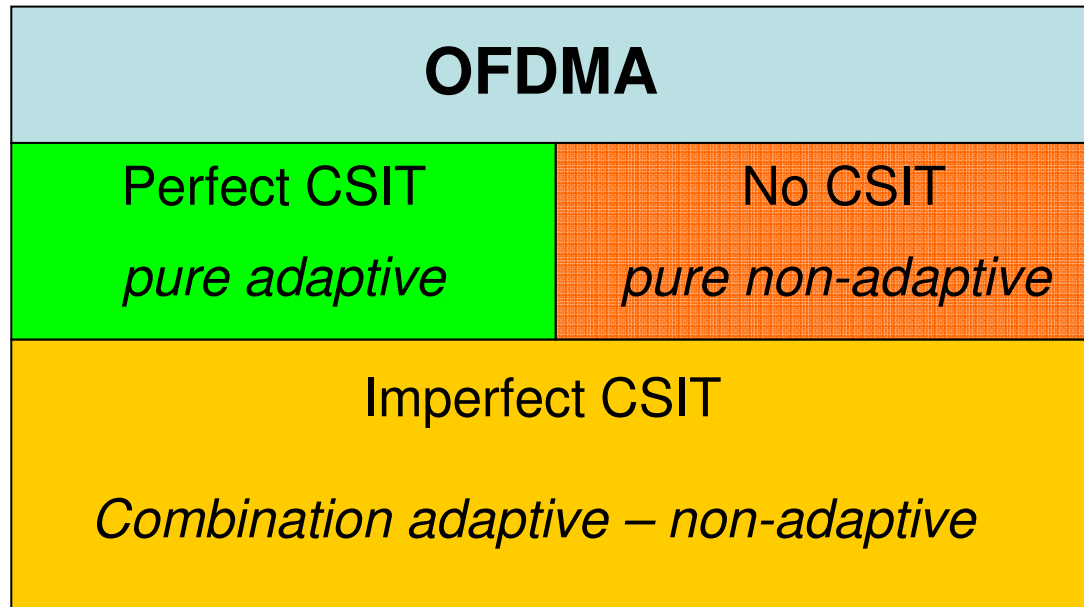 OFDMA
Perfect CSIT
pure adaptive
No CSIT
pure non-adaptive
Imperfect CSIT
Combination adaptive – non-adaptive